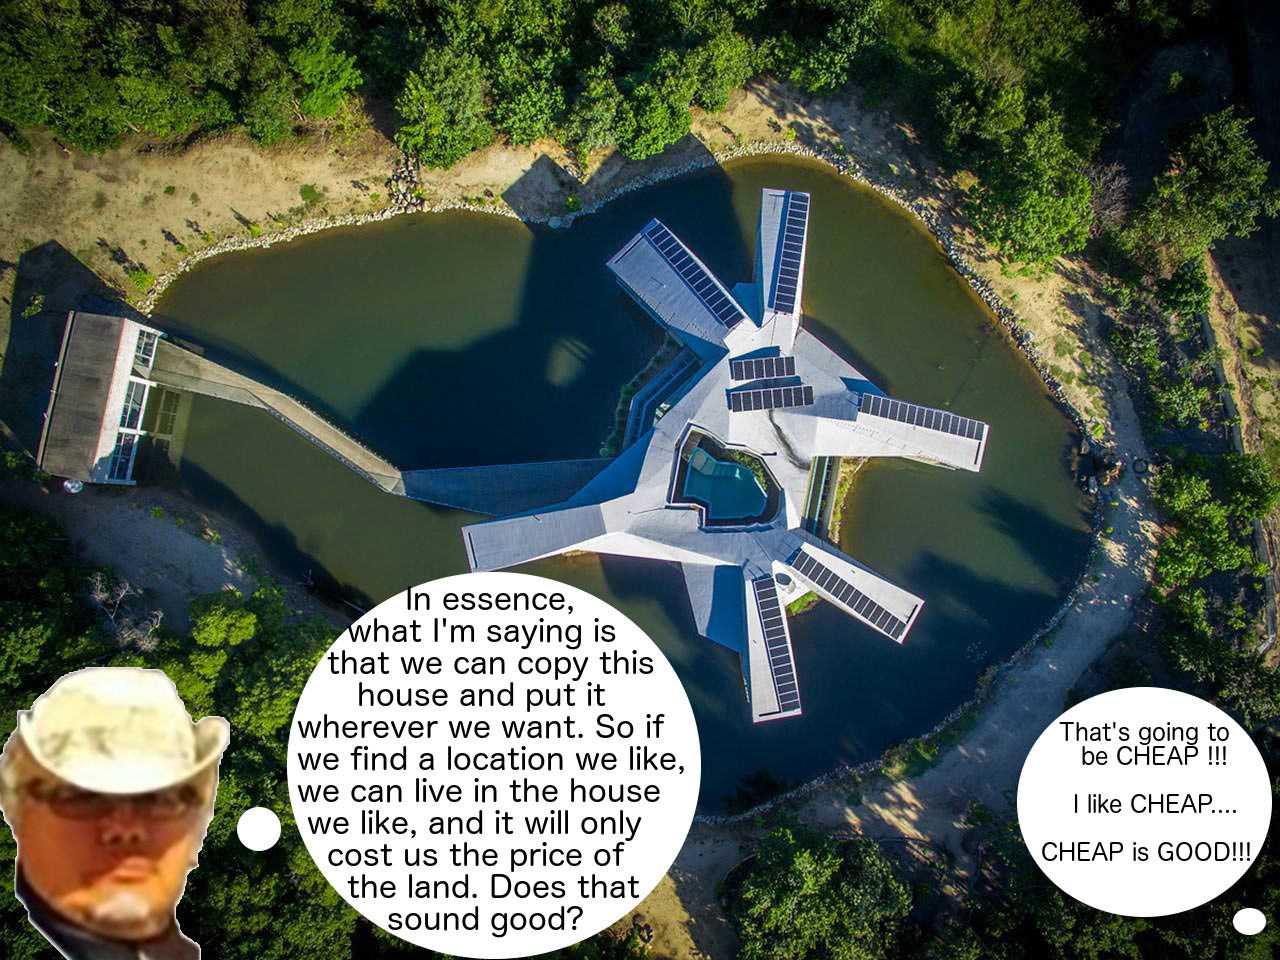 In essence,
what I'm saying is
that we can copy this
house and put it
wherever we want. So if
we find a location we like,
we can live in the house
we like, and it will only
cost us the price of
the land. Does that
sound good?
That's going to
be CHEAP !!!
I like CHEAP....
CHEAP is GOOD!!!